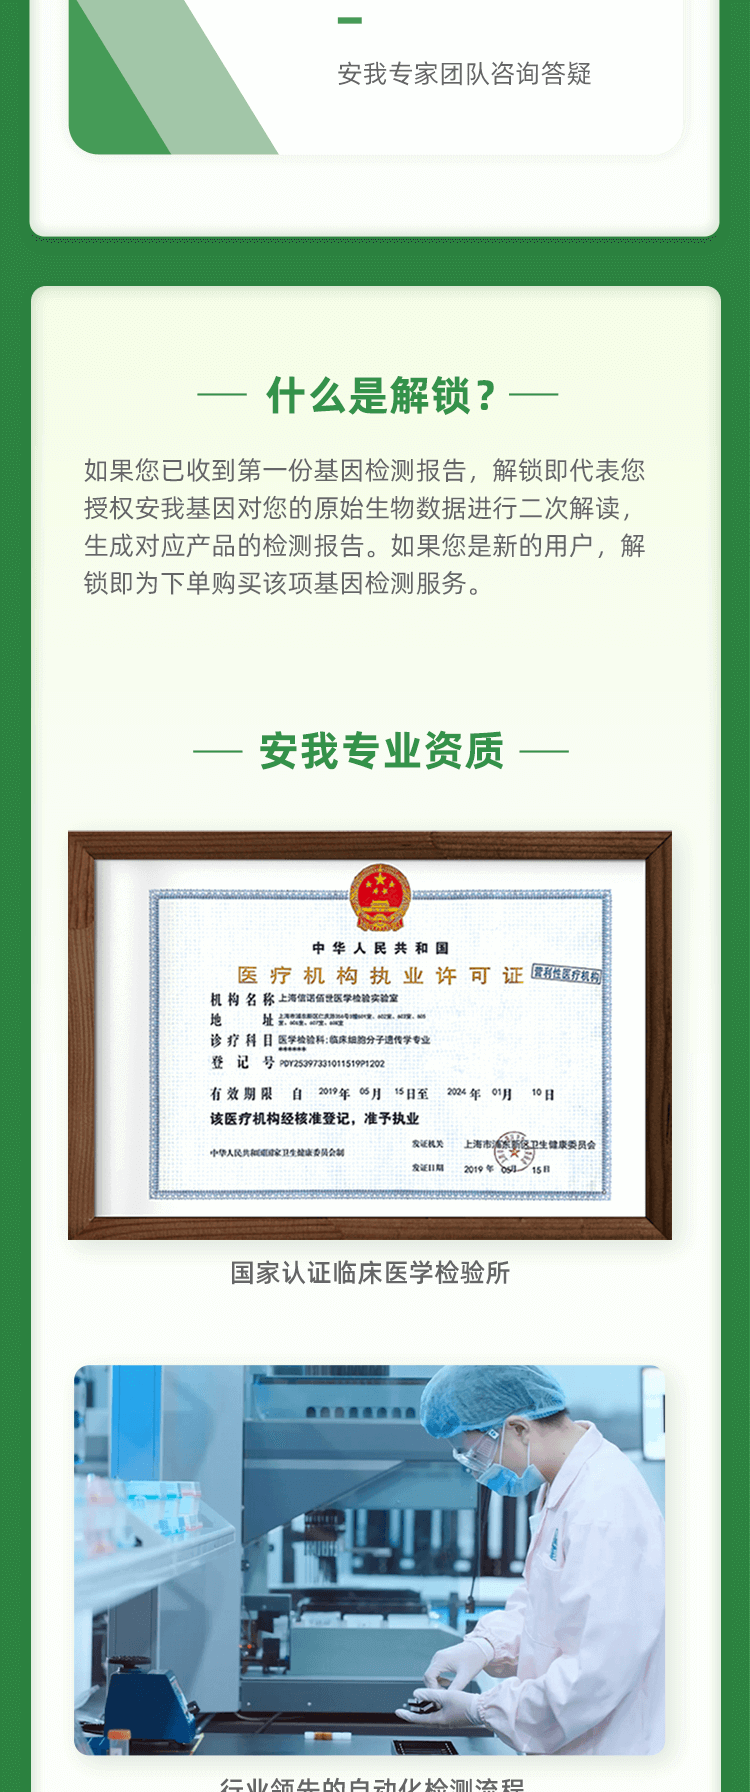 安我专家团队咨询答疑
什么是解锁？
如果您已收到第一份基因检测报告，解锁即代表您
授权安我基因对您的原始生物数据进行二次解读，
生成对应产品的检测报告。如果您是新的用户，解
锁即为下单购买该项基因检测服务。
安我专业资质
中华人民共和国
医疗机构执业许可证
营利性医疗机构
机构名称 上海信诺佰世医学检验实验室
地 址
诊疗科目 医学检验科:临床细胞分子遗传学专业
******
登记号 PDY25397331011519P1202
有效期限 自 2019年 05月 15日至 2024年 01月 10日
该医疗机构经核准登记，准予执业
中华人民共和国国家卫生健康委员会制
发证机关 上海市浦东新区卫生健康委员会
发证日期 2019年 05月 15日
国家认证临床医学检验所
行业领先的自动化检测流程